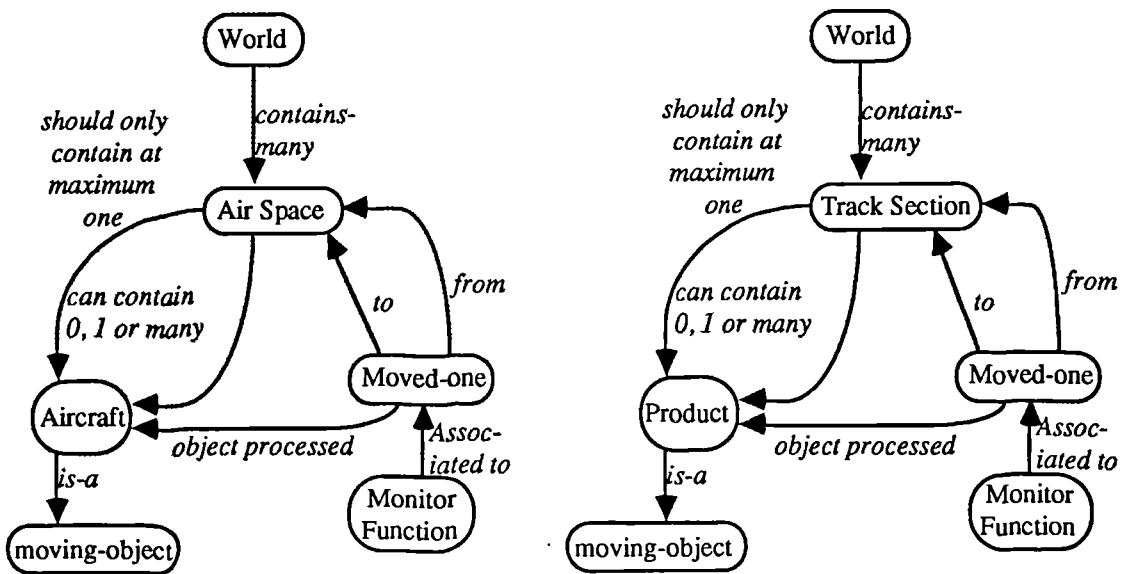 World
should only
contain at
maximum
one
contains-
many
Air Space
can contain
0, 1 or many
to
from
Moved-one
Aircraft
object processed
Assoc-
iated to
is-a
Monitor
Function
moving-object
World
should only
contain at
maximum
one
contains
many
Track Section
can contain
0, 1 or many
to
from
Moved-one
Product
object processed
Assoc-
iated to
is-a
Monitor
Function
moving-object